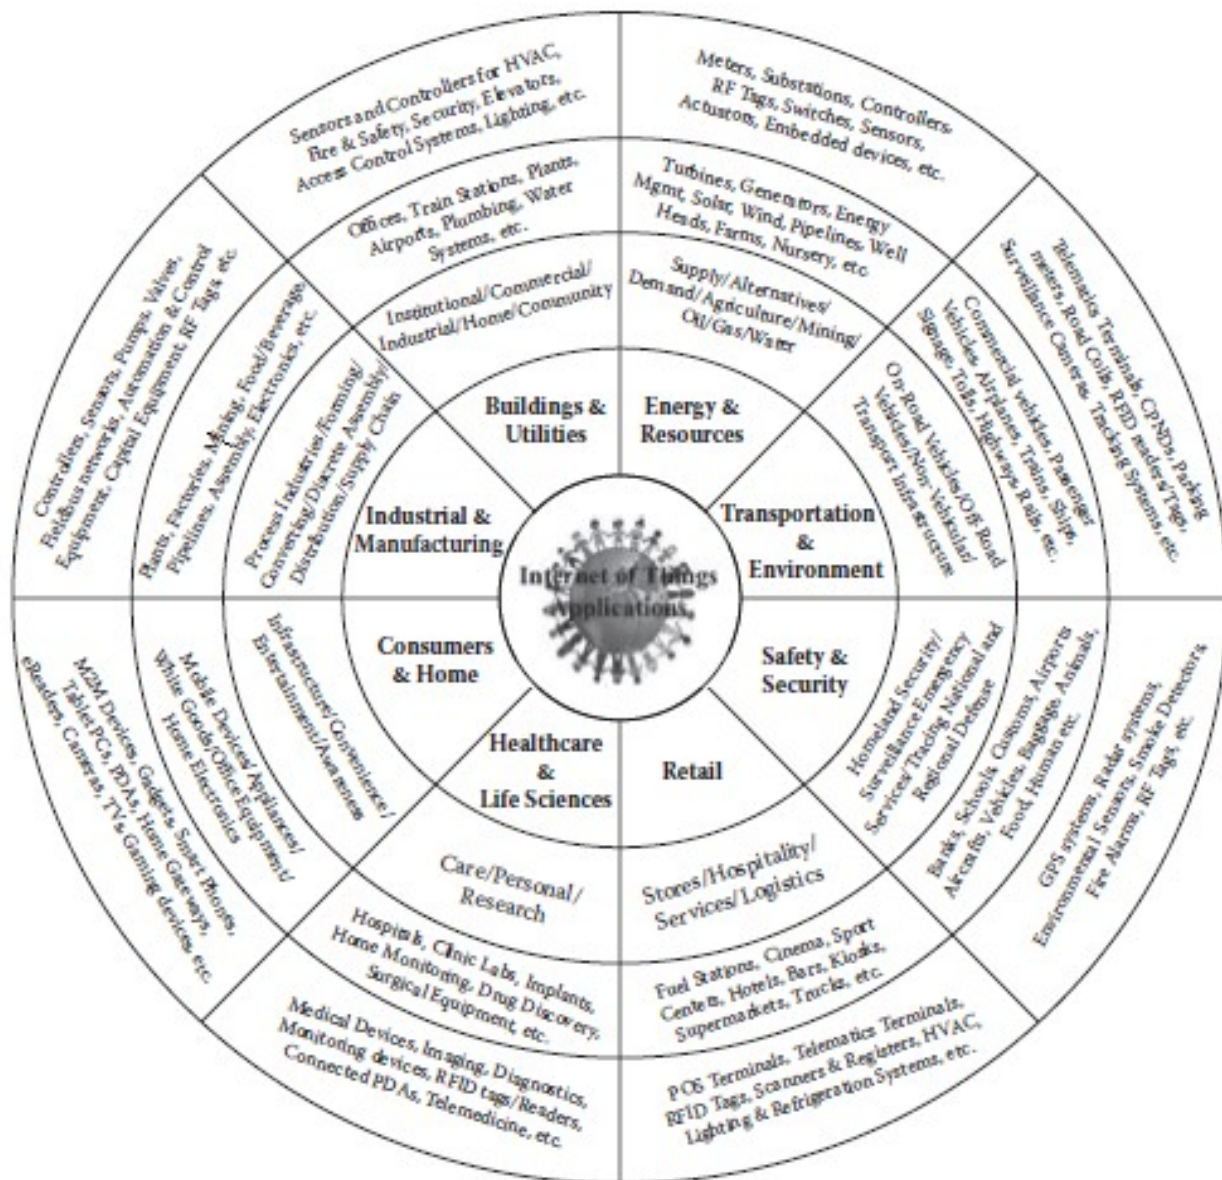 Internet of Things
Applications
Buildings &
Utilities
Institutional/Commercial/
Industrial/Home/Community
Offices, Train Stations, Plants,
Airports, Plumbing, Water
Systems, etc.
Sensors and Controllers for HVAC,
Fire & Safety, Security, Elevators,
Access Control Systems, Lighting, etc.
Energy &
Resources
Supply/Alternatives/
Demand/Agriculture/Mining/
Oil/Gas/Water
Turbines, Generators, Energy
Mgmt, Solar, Wind, Pipelines, Well
Heads, Farms, Nursery, etc.
Meters, Substations, Controllers,
RF Tags, Switches, Sensors,
Actustors, Embedded devices, etc.
Transportation
&
Environment
On-Road Vehicles/Off Road
Vehicles/Non-Vehicular/
Transport Infrastructure
Commercial vehicles, Passenger
Vehicles, Airplanes, Trains, Ships,
Signage, Tolls, Highways, Rails, etc.
Telematics Terminals, CPNDs, Parking
meters, Road Coils, RFID readers/Tags,
Surveillance Cameras, Tracking Systems, etc.
Safety &
Security
Homeland Security/
Surveillance Emergency
Services/Tracing National and
Regional Defense
Banks, Schools, Customs, Airports
Aircrafts, Vehicles, Baggage, Animals,
Food, Human etc.
GPS systems, Radar systems,
Environmental Sensors, Smoke Detectors,
Fire Alarms, RF Tags, etc.
Retail
Stores/Hospitality/
Services/Logistics
Fuel Stations, Cinema, Sport
Centers, Hotels, Bars, Kiosks,
Supermarkets, Trucks, etc.
POS Terminals, Telematics Terminals,
RFID Tags, Scanners & Registers, HVAC,
Lighting & Refrigeration Systems, etc.
Healthcare
&
Life Sciences
Care/Personal/
Research
Hospitals, Clinic Labs, Implants,
Home Monitoring, Drug Discovery,
Surgical Equipment, etc.
Medical Devices, Imaging, Diagnostics,
Monitoring devices, RFID tags/Readers,
Connected PDAs, Telemedicine, etc.
Consumers
& Home
Infrastructure/Convenience/
Entertainment/Awareness
Mobile Devices/Appliances/
White Goods/Office Equipment/
Home Electronics
M2M Devices, Gadgets, Smart Phones,
Tablet PCs, PDAs, Home Gateways,
eReaders, Cameras, TVs, Gaming devices, etc.
Industrial &
Manufacturing
Process Industries/Forming/
Converting/Discrete Assembly/
Distribution/Supply Chain
Plants, Factories, Mining, Food/Beverage,
Pipelines, Assembly, Electronics, etc.
Controllers, Sensors, Pumps, Valves,
Fieldbus networks, Automation & Control
Equipment, Capital Equipment, RF Tags, etc.